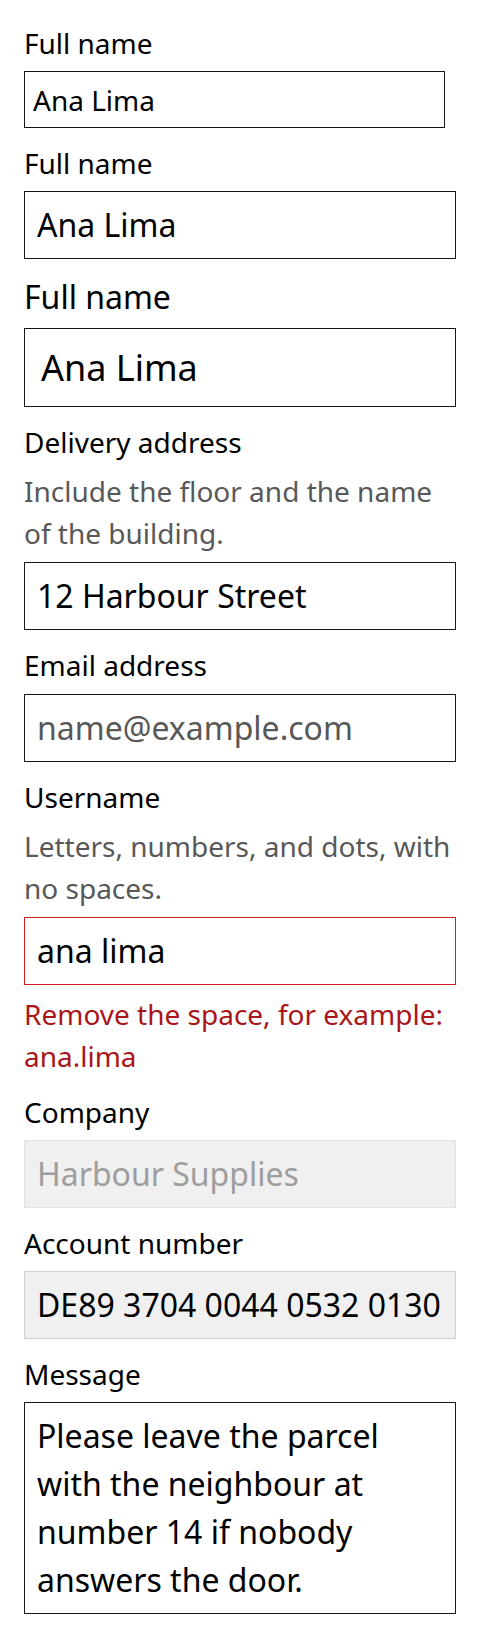 Full name
Ana Lima
Full name
Ana Lima
Full name
Ana Lima
Delivery address
Include the floor and the name
of the building.
12 Harbour Street
Email address
name@example.com
Username
Letters, numbers, and dots, with
no spaces.
ana lima
Remove the space, for example:
ana.lima
Company
Harbour Supplies
Account number
DE89 3704 0044 0532 0130
Message
Please leave the parcel
with the neighbour at
number 14 if nobody
answers the door.